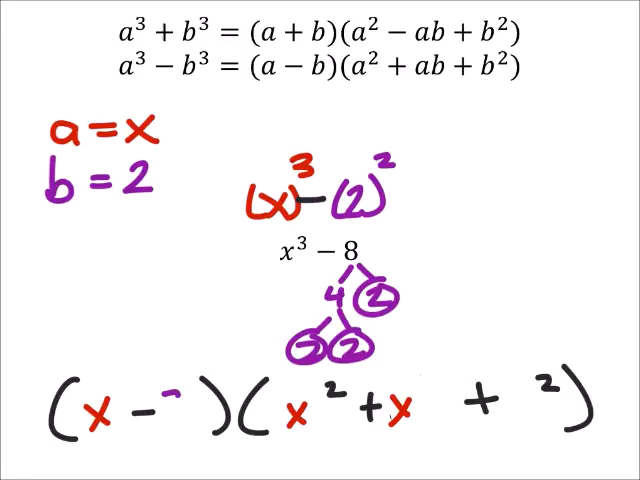 a³ + b³ = (a + b)(a² − ab + b²)
a³ − b³ = (a − b)(a² + ab + b²)
a = x
b = 2
(x)³ − (2)²
x³ − 8
4 2
2 2
(x − )(x² + x + ²)